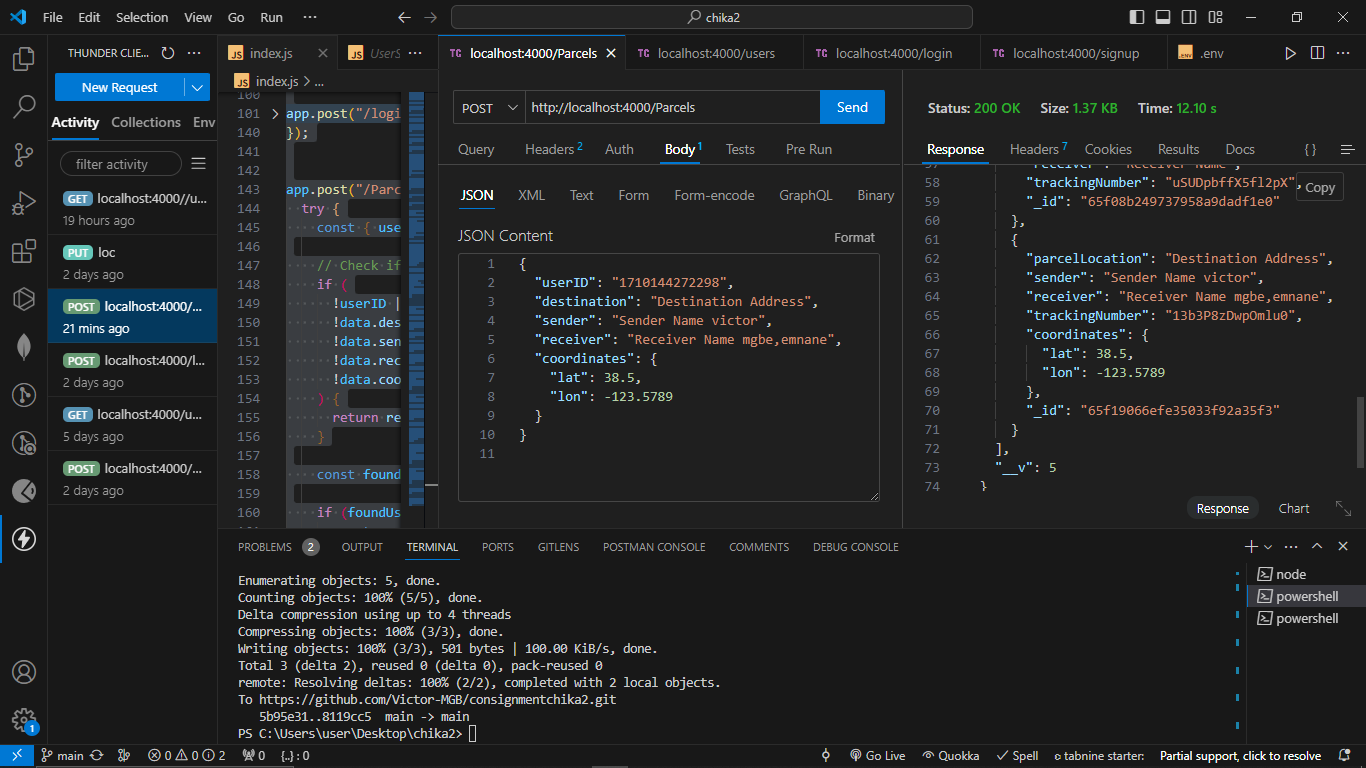 File Edit Selection View Go Run ··· chika2
THUNDER CLIE... ···
New Request
Activity Collections Env
filter activity
GET localhost:4000//u...
19 hours ago
PUT loc
2 days ago
POST localhost:4000/...
21 mins ago
POST localhost:4000/l...
2 days ago
GET localhost:4000/u...
5 days ago
POST localhost:4000/...
2 days ago
JS index.js JS UserS ···
JS index.js > ...
100
101 app.post("/logi
140 });
141
142
143 app.post("/Parc
144 try {
145 const { use
146
147 // Check if
148 if (
149 !userID |
150 !data.des
151 !data.sen
152 !data.rec
153 !data.coo
154 ) {
155 return re
156 }
157
158 const found
159
160 if (foundUs
TC localhost:4000/Parcels TC localhost:4000/users TC localhost:4000/login TC localhost:4000/signup .env ···
POST http://localhost:4000/Parcels Send
Query Headers 2 Auth Body 1 Tests Pre Run
JSON XML Text Form Form-encode GraphQL Binary
JSON Content Format
1 {
2 "userID": "1710144272298",
3 "destination": "Destination Address",
4 "sender": "Sender Name victor",
5 "receiver": "Receiver Name mgbe,emnane",
6 "coordinates": {
7 "lat": 38.5,
8 "lon": -123.5789
9 }
10 }
11
Status: 200 OK Size: 1.37 KB Time: 12.10 s
Response Headers 7 Cookies Results Docs { }
57 "receiver": "Receiver Name",
58 "trackingNumber": "uSUDpbffX5fl2pX",
Copy
59 "_id": "65f08b249737958a9dadf1e0"
60 },
61 {
62 "parcelLocation": "Destination Address",
63 "sender": "Sender Name victor",
64 "receiver": "Receiver Name mgbe,emnane",
65 "trackingNumber": "13b3P8zDwpOmlu0",
66 "coordinates": {
67 "lat": 38.5,
68 "lon": -123.5789
69 },
70 "_id": "65f19066efe35033f92a35f3"
71 }
72 ],
73 "__v": 5
74 }
Response Chart
PROBLEMS 2 OUTPUT TERMINAL PORTS GITLENS POSTMAN CONSOLE COMMENTS DEBUG CONSOLE
Enumerating objects: 5, done.
Counting objects: 100% (5/5), done.
Delta compression using up to 4 threads
Compressing objects: 100% (3/3), done.
Writing objects: 100% (3/3), 501 bytes | 100.00 KiB/s, done.
Total 3 (delta 2), reused 0 (delta 0), pack-reused 0
remote: Resolving deltas: 100% (2/2), completed with 2 local objects.
To https://github.com/Victor-MGB/consignmentchika2.git
5b95e31..8119cc5 main -> main
PS C:\Users\user\Desktop\chika2>
node
powershell
powershell
1
main 0 0 2 0 {..} : 0 Go Live Quokka Spell tabnine starter: Partial support, click to resolve